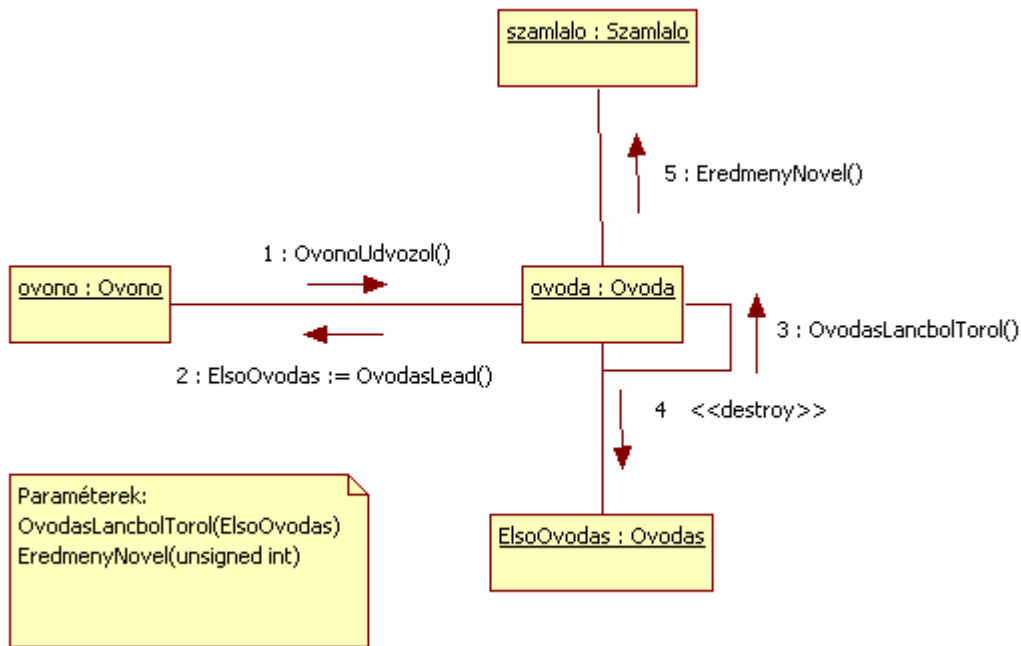 szamlalo : Szamlalo
5 : EredmenyNovel()
1 : OvonoUdvozol()
ovono : Ovono
ovoda : Ovoda
3 : OvodasLancbolTorol()
2 : ElsoOvodas := OvodasLead()
4 <<destroy>>
Paraméterek:
OvodasLancbolTorol(ElsoOvodas)
EredmenyNovel(unsigned int)
ElsoOvodas : Ovodas